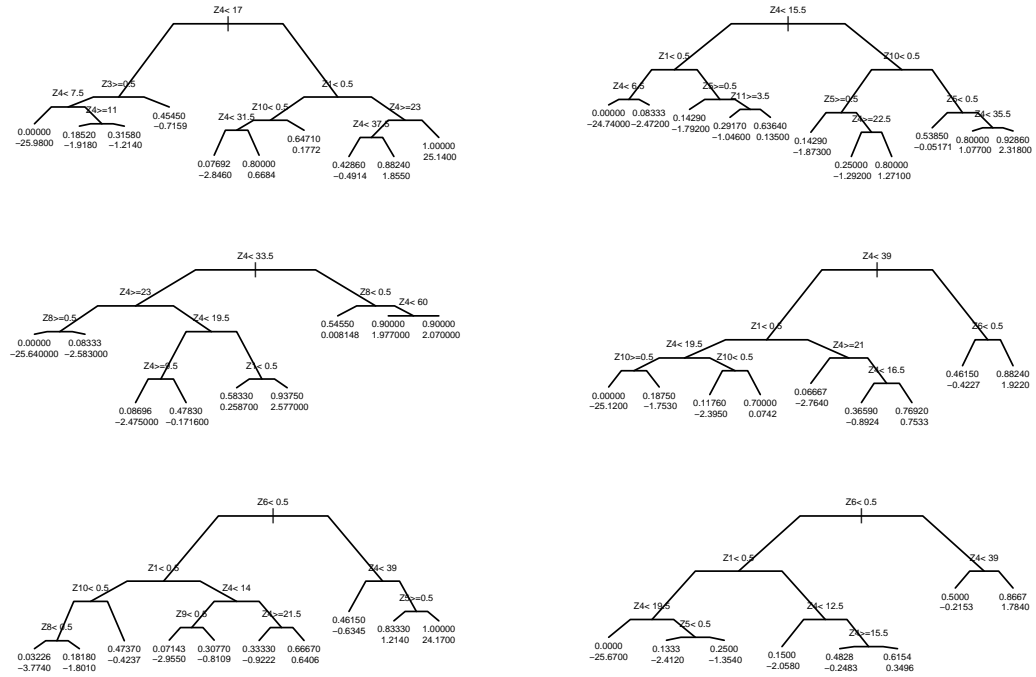 Z4< 17
Z3>=0.5
Z1< 0.5
Z4< 7.5
Z4>=11
Z10< 0.5
Z4>=23
Z4< 31.5
Z4< 37.5
0.00000
−25.9800
0.18520
−1.9180
0.31580
−1.2140
0.45450
−0.7159
0.07692
−2.8460
0.80000
0.6684
0.64710
0.1772
0.42860
−0.4914
0.88240
1.8550
1.00000
25.1400
Z4< 15.5
Z1< 0.5
Z10< 0.5
Z4< 6.5
Z5>=0.5
Z11>=3.5
Z5>=0.5
Z4>=22.5
Z5< 0.5
Z4< 35.5
0.00000
−24.74000
0.08333
−2.47200
0.14290
−1.79200
0.29170
−1.04600
0.63640
0.13500
0.14290
−1.87300
0.25000
−1.29200
0.80000
1.27100
0.53850
−0.05171
0.80000
1.07700
0.92860
2.31800
Z4< 33.5
Z4>=23
Z8< 0.5
Z8>=0.5
Z4< 19.5
Z4< 60
Z4>=9.5
Z1< 0.5
0.00000
−25.640000
0.08333
−2.583000
0.08696
−2.475000
0.47830
−0.171600
0.58330
0.258700
0.93750
2.577000
0.54550
0.008148
0.90000
1.977000
0.90000
2.070000
Z4< 39
Z1< 0.5
Z6< 0.5
Z4< 19.5
Z4>=21
Z10>=0.5
Z10< 0.5
Z4< 16.5
0.00000
−25.1200
0.18750
−1.7530
0.11760
−2.3950
0.70000
0.0742
0.06667
−2.7640
0.36590
−0.8924
0.76920
0.7533
0.46150
−0.4227
0.88240
1.9220
Z6< 0.5
Z1< 0.5
Z4< 39
Z10< 0.5
Z4< 14
Z5>=0.5
Z8< 0.5
Z9< 0.5
Z4>=21.5
0.03226
−3.7740
0.18180
−1.8010
0.47370
−0.4237
0.07143
−2.9550
0.30770
−0.8109
0.33330
−0.9222
0.66670
0.6406
0.46150
−0.6345
0.83330
1.2140
1.00000
24.1700
Z6< 0.5
Z1< 0.5
Z4< 39
Z4< 19.5
Z4< 12.5
Z5< 0.5
Z4>=15.5
0.0000
−25.6700
0.1333
−2.4120
0.2500
−1.3540
0.1500
−2.0580
0.4828
−0.2483
0.6154
0.3496
0.5000
−0.2153
0.8667
1.7840